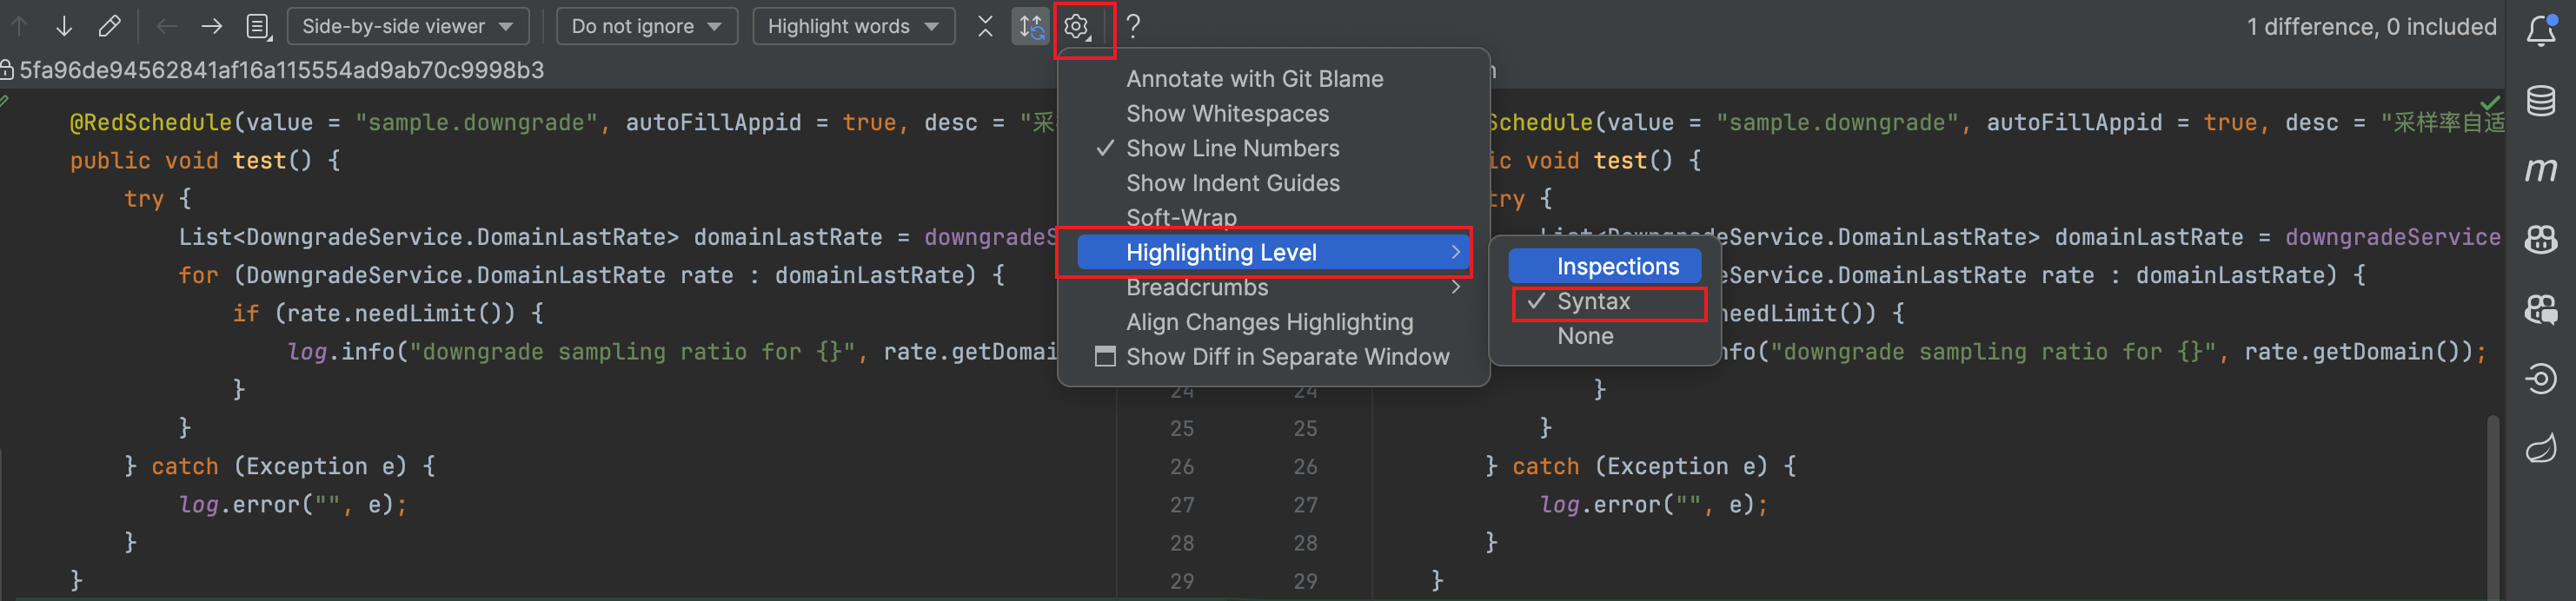 Side-by-side viewer
Do not ignore
Highlight words
?
1 difference, 0 included
5fa96de94562841af16a115554ad9ab70c9998b3
@RedSchedule(value = "sample.downgrade", autoFillAppid = true, desc = "采
public void test() {
try {
List<DowngradeService.DomainLastRate> domainLastRate = downgradeS
for (DowngradeService.DomainLastRate rate : domainLastRate) {
if (rate.needLimit()) {
log.info("downgrade sampling ratio for {}", rate.getDomai
}
}
} catch (Exception e) {
log.error("", e);
}
}
Annotate with Git Blame
Show Whitespaces
Show Line Numbers
Show Indent Guides
Soft-Wrap
Highlighting Level
Breadcrumbs
Align Changes Highlighting
Show Diff in Separate Window
Inspections
Syntax
None
24 24
25 25
26 26
27 27
28 28
29 29
Schedule(value = "sample.downgrade", autoFillAppid = true, desc = "采样率自适
ic void test() {
try {
List<DowngradeService.DomainLastRate> domainLastRate = downgradeService
eService.DomainLastRate rate : domainLastRate) {
eedLimit()) {
nfo("downgrade sampling ratio for {}", rate.getDomain());
}
}
} catch (Exception e) {
log.error("", e);
}
}
m